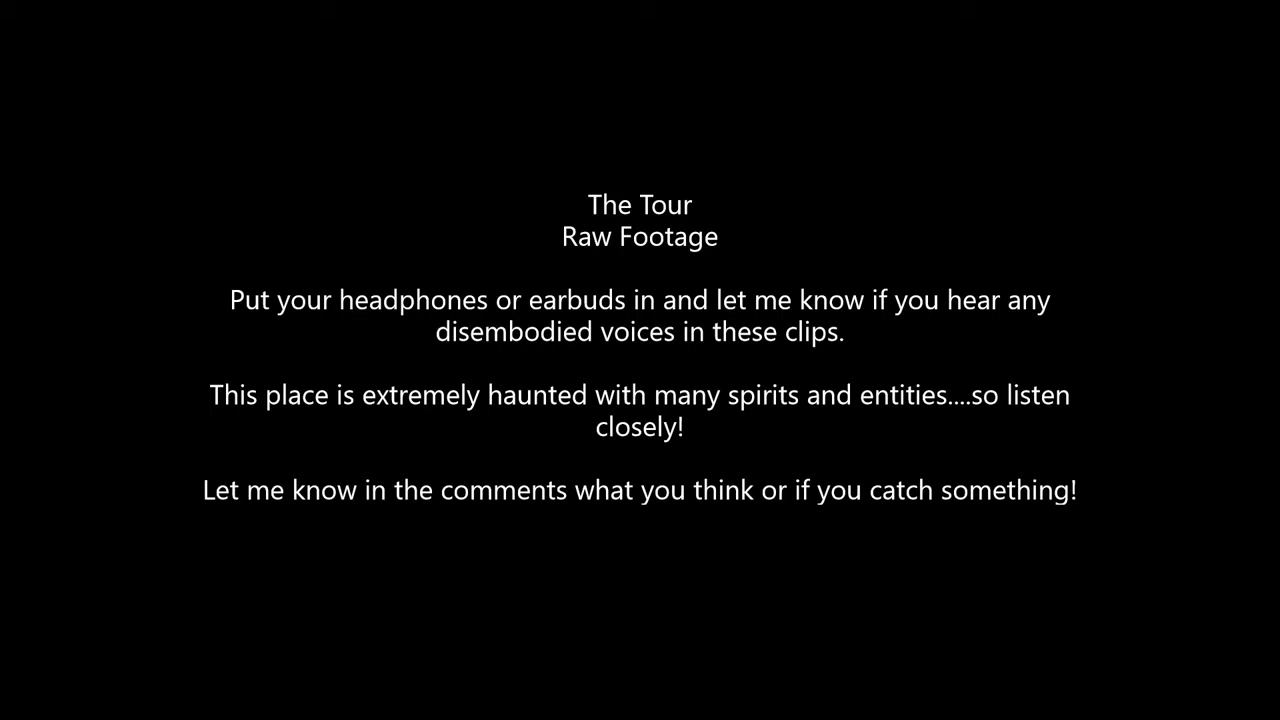 The Tour
Raw Footage
Put your headphones or earbuds in and let me know if you hear any
disembodied voices in these clips.
This place is extremely haunted with many spirits and entities....so listen
closely!
Let me know in the comments what you think or if you catch something!